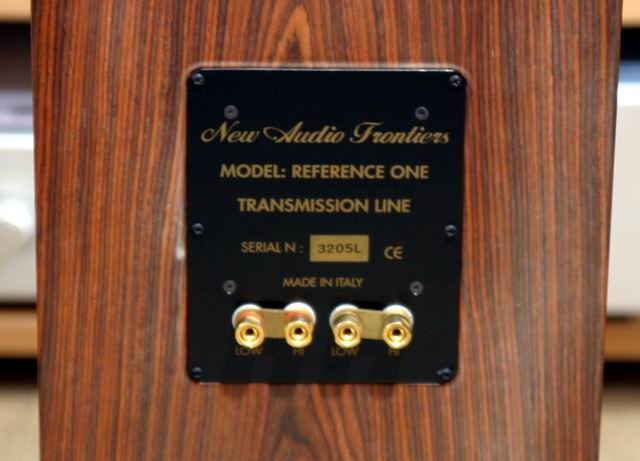 New Audio Frontiers
MODEL: REFERENCE ONE
TRANSMISSION LINE
SERIAL N : 3205L CE
MADE IN ITALY
LOW HI LOW HI